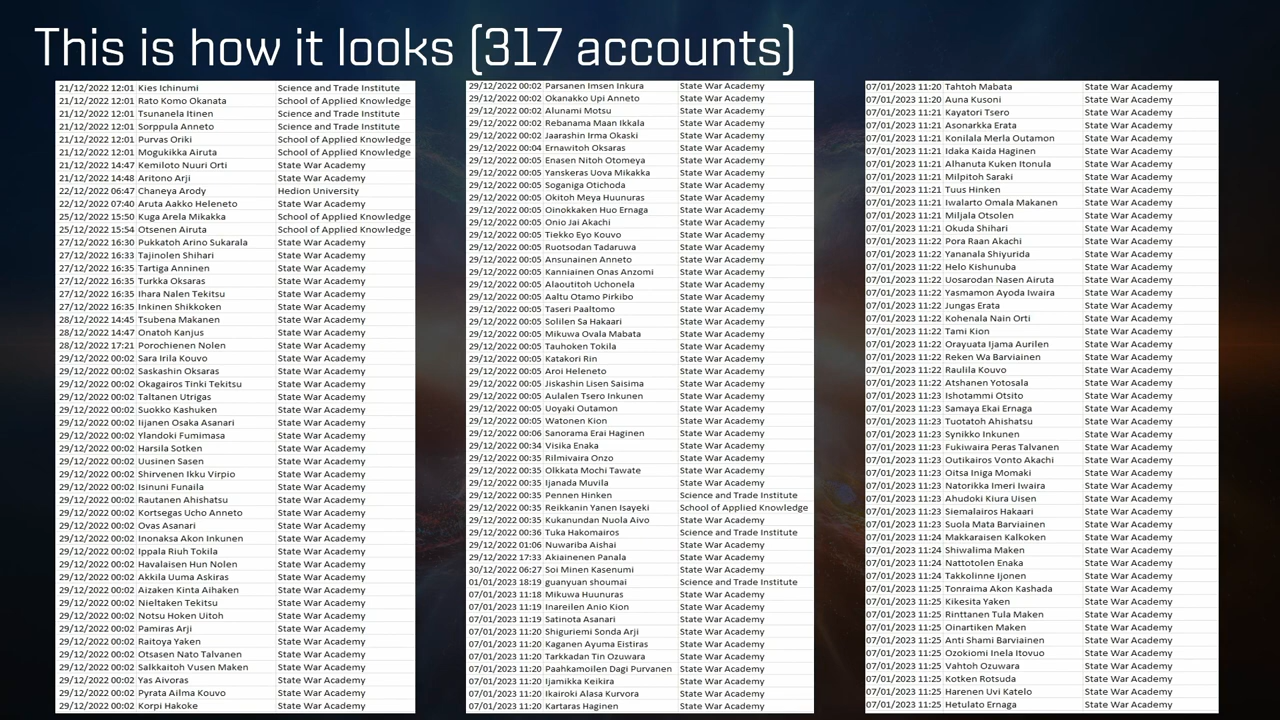 This is how it looks (317 accounts)
21/12/2022 12:01 Kies Ichinumi Science and Trade Institute
21/12/2022 12:01 Rato Komo Okanata School of Applied Knowledge
21/12/2022 12:01 Tsunanela Itinen Science and Trade Institute
21/12/2022 12:01 Sorppula Anneto Science and Trade Institute
21/12/2022 12:01 Purvas Oriki School of Applied Knowledge
21/12/2022 12:01 Mogukikka Airuta School of Applied Knowledge
21/12/2022 14:47 Kemiloto Nuuri Orti State War Academy
21/12/2022 14:48 Aritono Arji State War Academy
22/12/2022 06:47 Chaneya Arody Hedion University
22/12/2022 07:40 Aruta Aakko Heleneto State War Academy
25/12/2022 15:50 Kuga Arela Mikakka School of Applied Knowledge
25/12/2022 15:54 Otsenen Airuta School of Applied Knowledge
27/12/2022 16:30 Pukkatoh Arino Sukarala State War Academy
27/12/2022 16:33 Tajinolen Shihari State War Academy
27/12/2022 16:35 Tartiga Anninen State War Academy
27/12/2022 16:35 Turkka Oksaras State War Academy
27/12/2022 16:35 Ihara Nalen Tekitsu State War Academy
27/12/2022 16:35 Inkinen Shikkoken State War Academy
28/12/2022 14:45 Tsubena Makanen State War Academy
28/12/2022 14:47 Onatoh Kanjus State War Academy
28/12/2022 17:21 Porochienen Nolen State War Academy
29/12/2022 00:02 Sara Irila Kouvo State War Academy
29/12/2022 00:02 Saskashin Oksaras State War Academy
29/12/2022 00:02 Okagairos Tinki Tekitsu State War Academy
29/12/2022 00:02 Taltanen Utrigas State War Academy
29/12/2022 00:02 Suokko Kashuken State War Academy
29/12/2022 00:02 Iijanen Osaka Asanari State War Academy
29/12/2022 00:02 Ylandoki Fumimasa State War Academy
29/12/2022 00:02 Harsila Sotken State War Academy
29/12/2022 00:02 Uusinen Sasen State War Academy
29/12/2022 00:02 Shirvenen Ikku Virpio State War Academy
29/12/2022 00:02 Isinuni Funaila State War Academy
29/12/2022 00:02 Rautanen Ahishatsu State War Academy
29/12/2022 00:02 Kortsegas Ucho Anneto State War Academy
29/12/2022 00:02 Ovas Asanari State War Academy
29/12/2022 00:02 Inonaksa Akon Inkunen State War Academy
29/12/2022 00:02 Ippala Riuh Tokila State War Academy
29/12/2022 00:02 Havalaisen Hun Nolen State War Academy
29/12/2022 00:02 Akkila Uuma Askiras State War Academy
29/12/2022 00:02 Aizaken Kinta Aihaken State War Academy
29/12/2022 00:02 Nieltaken Tekitsu State War Academy
29/12/2022 00:02 Notsu Hoken Uitoh State War Academy
29/12/2022 00:02 Pamiras Arji State War Academy
29/12/2022 00:02 Raitoya Yaken State War Academy
29/12/2022 00:02 Otsasen Nato Talvanen State War Academy
29/12/2022 00:02 Salkkaitoh Vusen Maken State War Academy
29/12/2022 00:02 Yas Aivoras State War Academy
29/12/2022 00:02 Pyrata Ailma Kouvo State War Academy
29/12/2022 00:02 Korpi Hakoke State War Academy
29/12/2022 00:02 Parsanen Imsen Inkura State War Academy
29/12/2022 00:02 Okanakko Upi Anneto State War Academy
29/12/2022 00:02 Alunami Motsu State War Academy
29/12/2022 00:02 Rebanama Maan Ikkala State War Academy
29/12/2022 00:02 Jaarashin Irma Okaski State War Academy
29/12/2022 00:04 Ernawitoh Oksaras State War Academy
29/12/2022 00:05 Enasen Nitoh Otomeya State War Academy
29/12/2022 00:05 Yanskeras Uova Mikakka State War Academy
29/12/2022 00:05 Soganiga Otichoda State War Academy
29/12/2022 00:05 Okitoh Meya Huunuras State War Academy
29/12/2022 00:05 Oinokkaken Huo Ernaga State War Academy
29/12/2022 00:05 Onio Jai Akachi State War Academy
29/12/2022 00:05 Tiekko Eyo Kouvo State War Academy
29/12/2022 00:05 Ruotsodan Tadaruwa State War Academy
29/12/2022 00:05 Ansunainen Anneto State War Academy
29/12/2022 00:05 Kanniainen Onas Anzomi State War Academy
29/12/2022 00:05 Alaoutitoh Uchonela State War Academy
29/12/2022 00:05 Aaltu Otamo Pirkibo State War Academy
29/12/2022 00:05 Taseri Paaltomo State War Academy
29/12/2022 00:05 Solilen Sa Hakaari State War Academy
29/12/2022 00:05 Mikuwa Ovala Mabata State War Academy
29/12/2022 00:05 Tauhoken Tokila State War Academy
29/12/2022 00:05 Katakori Rin State War Academy
29/12/2022 00:05 Aroi Heleneto State War Academy
29/12/2022 00:05 Jiskashin Lisen Saisima State War Academy
29/12/2022 00:05 Aulalen Tsero Inkunen State War Academy
29/12/2022 00:05 Uoyaki Outamon State War Academy
29/12/2022 00:05 Watonen Kion State War Academy
29/12/2022 00:06 Sanorama Erai Haginen State War Academy
29/12/2022 00:34 Visika Enaka State War Academy
29/12/2022 00:35 Rilmivaira Onzo State War Academy
29/12/2022 00:35 Olkkata Mochi Tawate State War Academy
29/12/2022 00:35 Ijanada Muvila State War Academy
29/12/2022 00:35 Pennen Hinken Science and Trade Institute
29/12/2022 00:35 Reikkanin Yanen Isayeki School of Applied Knowledge
29/12/2022 00:35 Kukanundan Nuola Aivo State War Academy
29/12/2022 00:36 Tuka Hakomairos Science and Trade Institute
29/12/2022 01:06 Nuwariba Aishai State War Academy
29/12/2022 17:33 Akiainenen Panala State War Academy
30/12/2022 06:27 Soi Minen Kasenumi State War Academy
01/01/2023 18:19 guanyuan shoumai Science and Trade Institute
07/01/2023 11:18 Mikuwa Huunuras State War Academy
07/01/2023 11:19 Inareilen Anio Kion State War Academy
07/01/2023 11:19 Satinota Asanari State War Academy
07/01/2023 11:20 Shiguriemi Sonda Arji State War Academy
07/01/2023 11:20 Kaganen Ayuma Eistiras State War Academy
07/01/2023 11:20 Tarkkadan Tin Ozuwara State War Academy
07/01/2023 11:20 Paahkamoilen Dagi Purvanen State War Academy
07/01/2023 11:20 Ijamikka Keikira State War Academy
07/01/2023 11:20 Ikairoki Alasa Kurvora State War Academy
07/01/2023 11:20 Kartaras Haginen State War Academy
07/01/2023 11:20 Tahtoh Mabata State War Academy
07/01/2023 11:20 Auna Kusoni State War Academy
07/01/2023 11:21 Kayatori Tsero State War Academy
07/01/2023 11:21 Asonarkka Erata State War Academy
07/01/2023 11:21 Konilala Merla Outamon State War Academy
07/01/2023 11:21 Idaka Kaida Haginen State War Academy
07/01/2023 11:21 Alhanuta Kuken Itonula State War Academy
07/01/2023 11:21 Milpitoh Saraki State War Academy
07/01/2023 11:21 Tuus Hinken State War Academy
07/01/2023 11:21 Iwalarto Omala Makanen State War Academy
07/01/2023 11:21 Miljala Otsolen State War Academy
07/01/2023 11:21 Okuda Shihari State War Academy
07/01/2023 11:22 Pora Raan Akachi State War Academy
07/01/2023 11:22 Yananala Shiyurida State War Academy
07/01/2023 11:22 Helo Kishunuba State War Academy
07/01/2023 11:22 Uosarodan Nasen Airuta State War Academy
07/01/2023 11:22 Yasmamon Ayoda Iwaira State War Academy
07/01/2023 11:22 Jungas Erata State War Academy
07/01/2023 11:22 Kohenala Nain Orti State War Academy
07/01/2023 11:22 Tami Kion State War Academy
07/01/2023 11:22 Orayuata Ijama Aurilen State War Academy
07/01/2023 11:22 Reken Wa Barviainen State War Academy
07/01/2023 11:22 Raulila Kouvo State War Academy
07/01/2023 11:22 Atshanen Yotosala State War Academy
07/01/2023 11:23 Ishotammi Otsito State War Academy
07/01/2023 11:23 Samaya Ekai Ernaga State War Academy
07/01/2023 11:23 Tuotatoh Ahishatsu State War Academy
07/01/2023 11:23 Synikko Inkunen State War Academy
07/01/2023 11:23 Fukiwaira Peras Talvanen State War Academy
07/01/2023 11:23 Outikairos Vonto Akachi State War Academy
07/01/2023 11:23 Oitsa Iniga Momaki State War Academy
07/01/2023 11:23 Natorikka Imeri Iwaira State War Academy
07/01/2023 11:23 Ahudoki Kiura Uisen State War Academy
07/01/2023 11:23 Siemalairos Hakaari State War Academy
07/01/2023 11:23 Suola Mata Barviainen State War Academy
07/01/2023 11:24 Makkaraisen Kalkoken State War Academy
07/01/2023 11:24 Shiwalima Maken State War Academy
07/01/2023 11:24 Nattotolen Enaka State War Academy
07/01/2023 11:24 Takkolinne Ijonen State War Academy
07/01/2023 11:25 Tonraima Akon Kashada State War Academy
07/01/2023 11:25 Kikesita Yaken State War Academy
07/01/2023 11:25 Rinttanen Tula Maken State War Academy
07/01/2023 11:25 Oinartiken Maken State War Academy
07/01/2023 11:25 Anti Shami Barviainen State War Academy
07/01/2023 11:25 Ozokiomi Inela Itovuo State War Academy
07/01/2023 11:25 Vahtoh Ozuwara State War Academy
07/01/2023 11:25 Kotken Rotsuda State War Academy
07/01/2023 11:25 Harenen Uvi Katelo State War Academy
07/01/2023 11:25 Hetulato Ernaga State War Academy